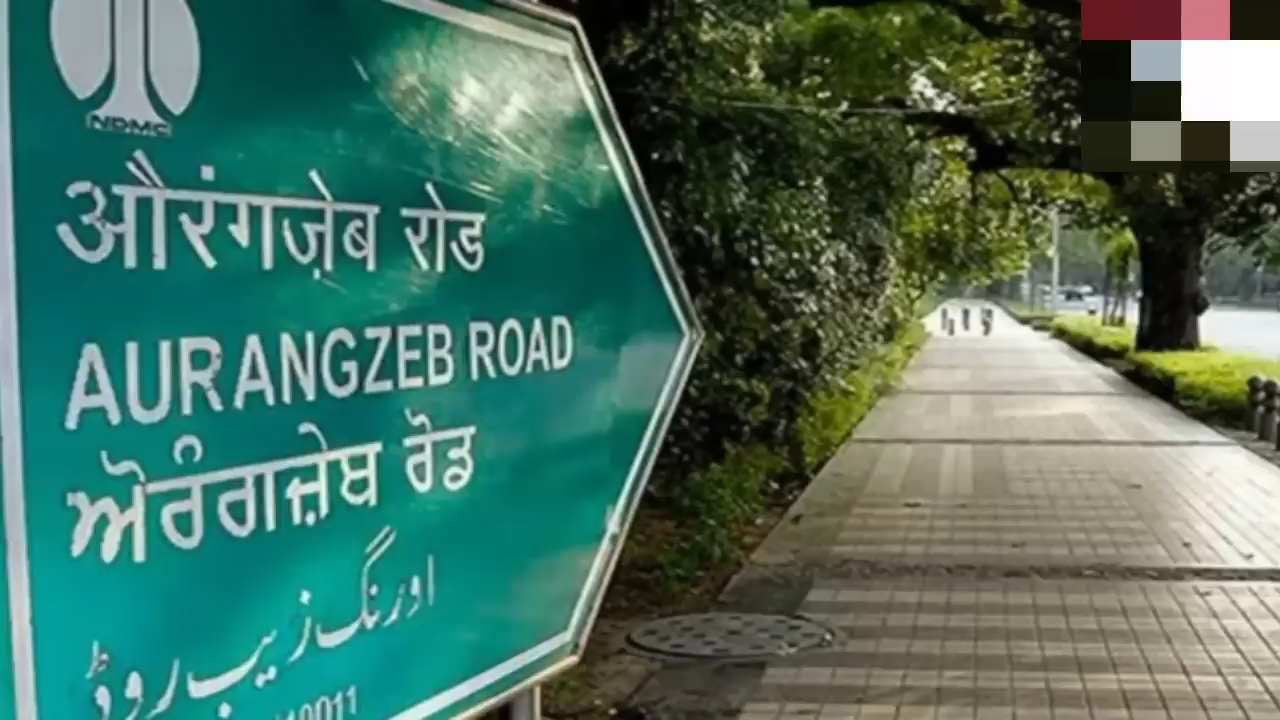 NDMC
औरंगज़ेब रोड
AURANGZEB ROAD
ਔਰੰਗਜ਼ੇਬ ਰੋਡ
اورنگ زیب روڈ